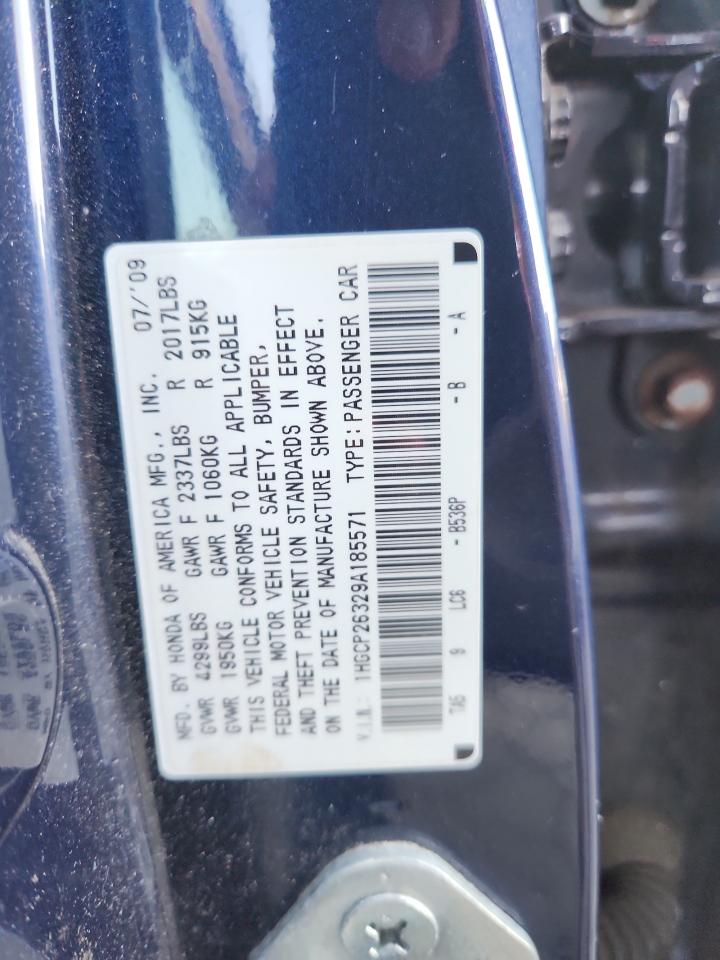 MFD. BY HONDA OF AMERICA MFG., INC. 07/'09
GVWR 4299LBS GAWR F 2337LBS R 2017LBS
GVWR 1950KG GAWR F 1060KG R 915KG
THIS VEHICLE CONFORMS TO ALL APPLICABLE
FEDERAL MOTOR VEHICLE SAFETY, BUMPER,
AND THEFT PREVENTION STANDARDS IN EFFECT
ON THE DATE OF MANUFACTURE SHOWN ABOVE.
V.I.N.: 1HGCP26329A185571 TYPE: PASSENGER CAR
TA5 9 LC6 -B536P -B -A